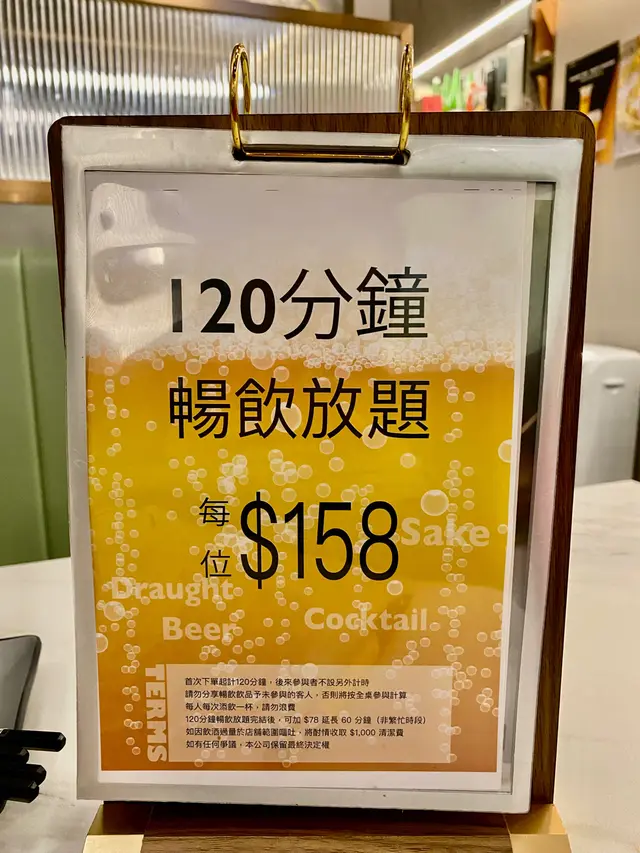 120分鐘
暢飲放題
每位 $158
Sake
Draught Beer
Cocktail
TERMS
首次下單起計120分鐘，後來參與者不設另外計時
請勿分享暢飲飲品予未參與的客人，否則將按全桌參與計算
每人每次酒飲一杯，請勿浪費
120分鐘暢飲放題完結後，可加 $78 延長 60 分鐘（非繁忙時段）
如因飲酒過量於店舖範圍嘔吐，將酌情收取 $1,000 清潔費
如有任何爭議，本公司保留最終決定權